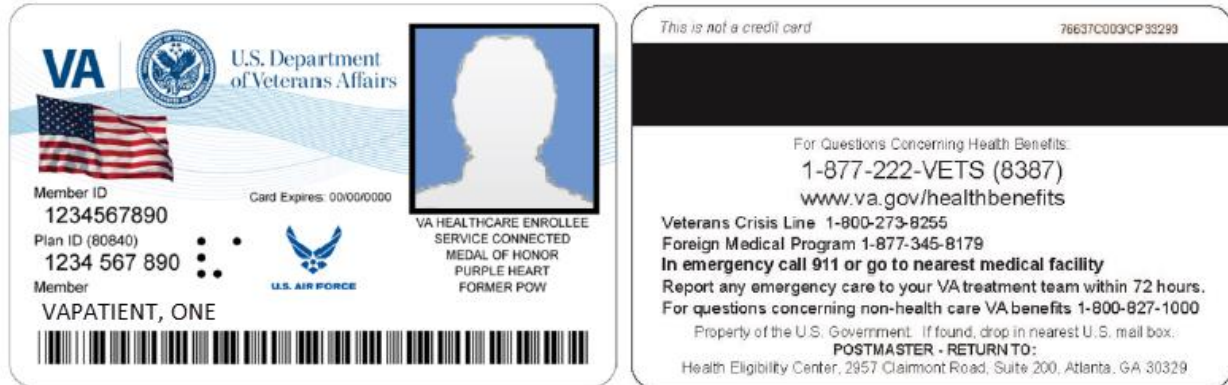 VA
U.S. Department
of Veterans Affairs
Member ID
1234567890
Card Expires: 00/00/0000
Plan ID (80840)
1234 567 890
Member
VAPATIENT, ONE
U.S. AIR FORCE
VA HEALTHCARE ENROLLEE
SERVICE CONNECTED
MEDAL OF HONOR
PURPLE HEART
FORMER POW
This is not a credit card
76637C003/CP33293
For Questions Concerning Health Benefits:
1-877-222-VETS (8387)
www.va.gov/healthbenefits
Veterans Crisis Line 1-800-273-8255
Foreign Medical Program 1-877-345-8179
In emergency call 911 or go to nearest medical facility
Report any emergency care to your VA treatment team within 72 hours.
For questions concerning non-health care VA benefits 1-800-827-1000
Property of the U.S. Government. If found, drop in nearest U.S. mail box.
POSTMASTER - RETURN TO:
Health Eligibility Center, 2957 Clairmont Road, Suite 200, Atlanta, GA 30329